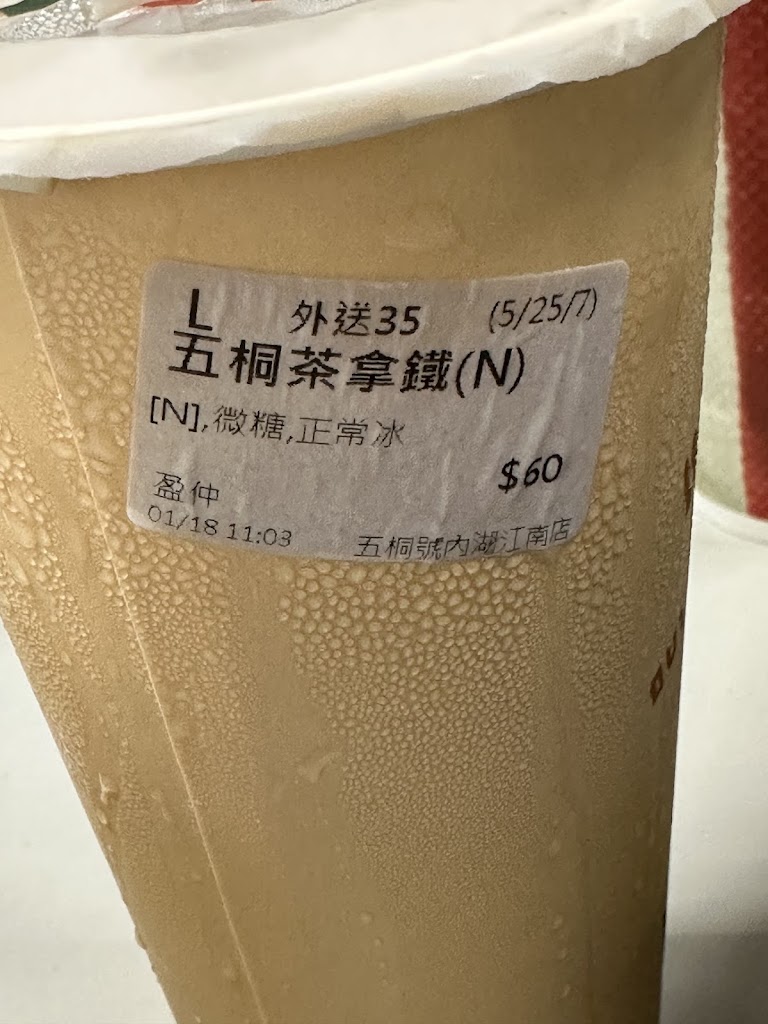 L 外送35 (5/25/7)
五桐茶拿鐵(N)
[N],微糖,正常冰
$60
盈仲
01/18 11:03
五桐號內湖江南店